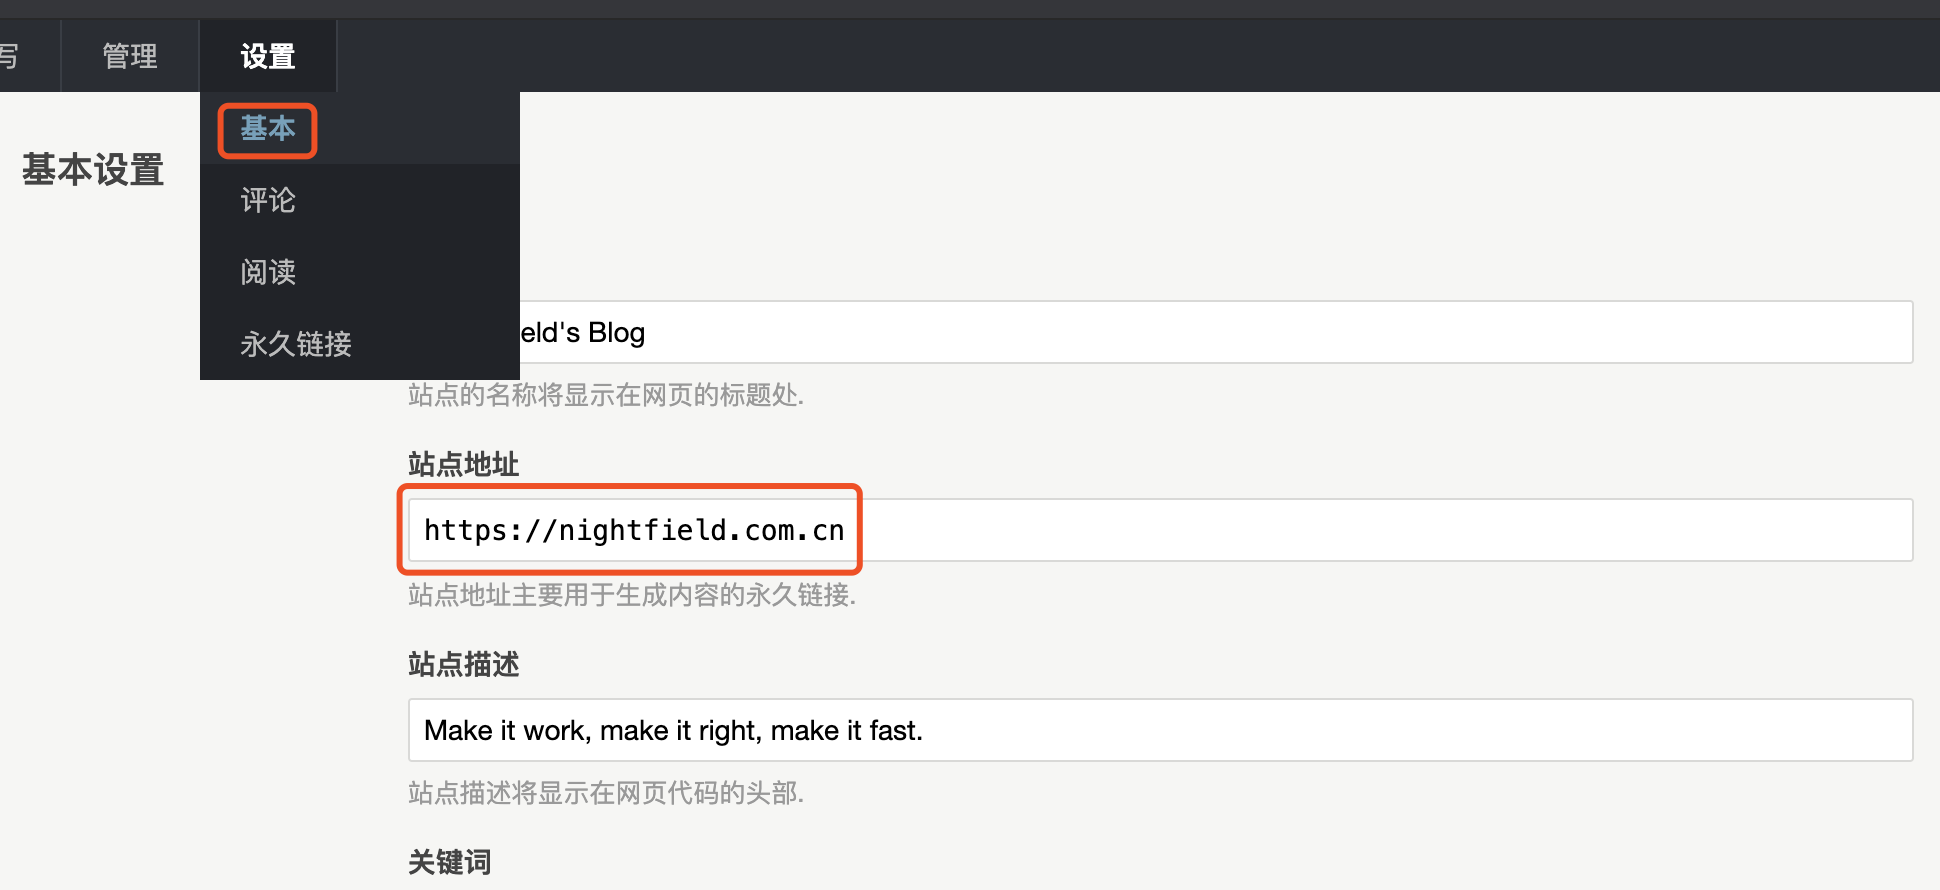 写 管理 设置
基本
基本设置
评论
阅读
永久链接
eld's Blog
站点的名称将显示在网页的标题处.
站点地址
https://nightfield.com.cn
站点地址主要用于生成内容的永久链接.
站点描述
Make it work, make it right, make it fast.
站点描述将显示在网页代码的头部.
关键词